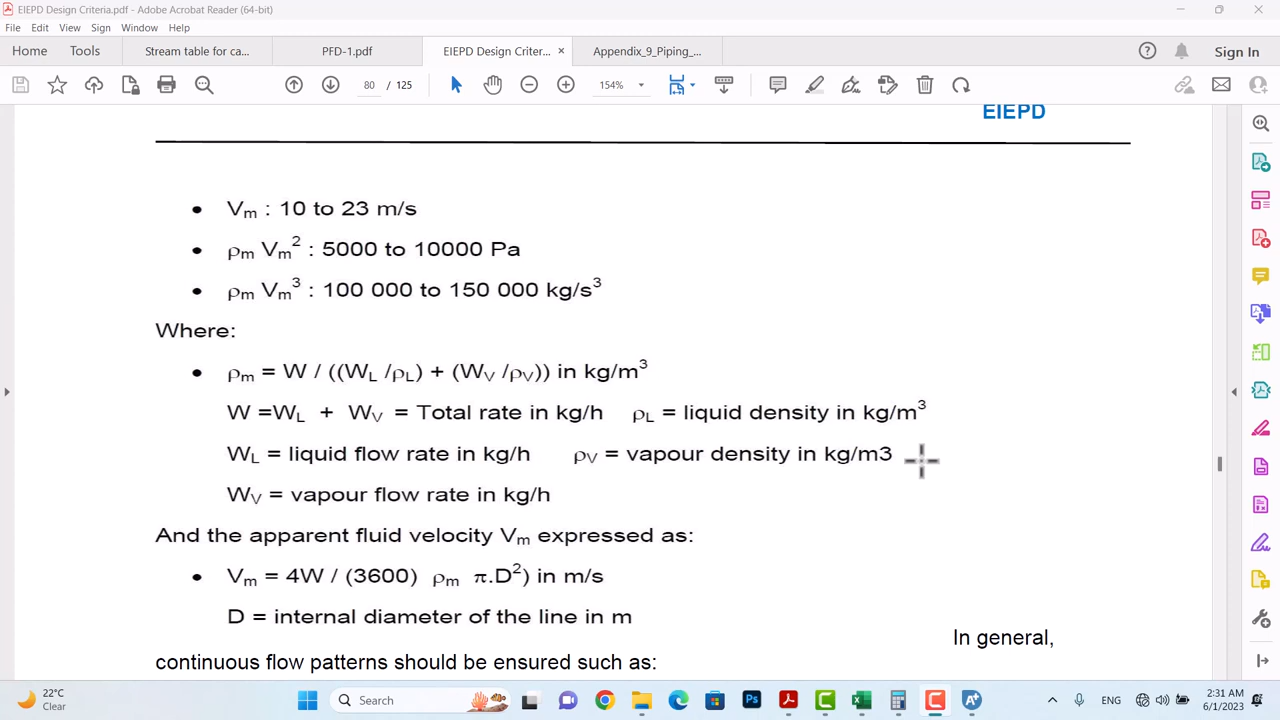 EIEPD Design Criteria.pdf - Adobe Acrobat Reader (64-bit)
File Edit View Sign Window Help
Home Tools Stream table for ca... PFD-1.pdf EIEPD Design Criter... × Appendix_9_Piping_... Sign In
80 / 125 154%
EIEPD
• Vm : 10 to 23 m/s
• ρm Vm² : 5000 to 10000 Pa
• ρm Vm³ : 100 000 to 150 000 kg/s³
Where:
• ρm = W / ((WL /ρL) + (WV /ρV)) in kg/m³
W =WL + WV = Total rate in kg/h ρL = liquid density in kg/m³
WL = liquid flow rate in kg/h ρV = vapour density in kg/m3
WV = vapour flow rate in kg/h
And the apparent fluid velocity Vm expressed as:
• Vm = 4W / (3600) ρm π.D²) in m/s
D = internal diameter of the line in m
In general,
continuous flow patterns should be ensured such as:
22°C
Çsər
Search
ENG
2:31 AM
6/1/2023